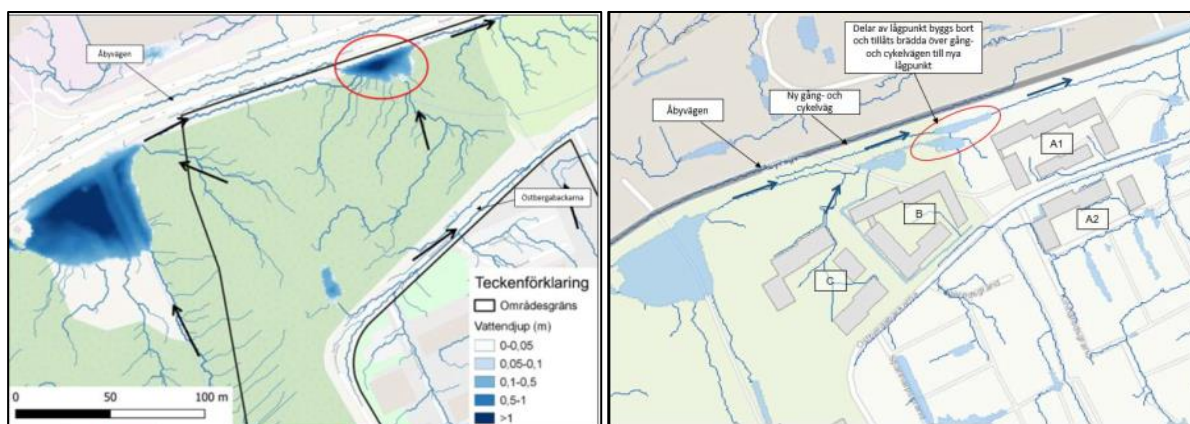 Åbyvägen
Östbergabackarna
Teckenförklaring
Områdesgräns
Vattendjup (m)
0-0,05
0,05-0,1
0,1-0,5
0,5-1
>1
0
50
100 m
Delar av lågpunkt byggs bort
och tillåts brädda över gång-
och cykelvägen till nya
lågpunkt
Ny gång- och
cykelväg
Åbyvägen
A1
A2
B
C